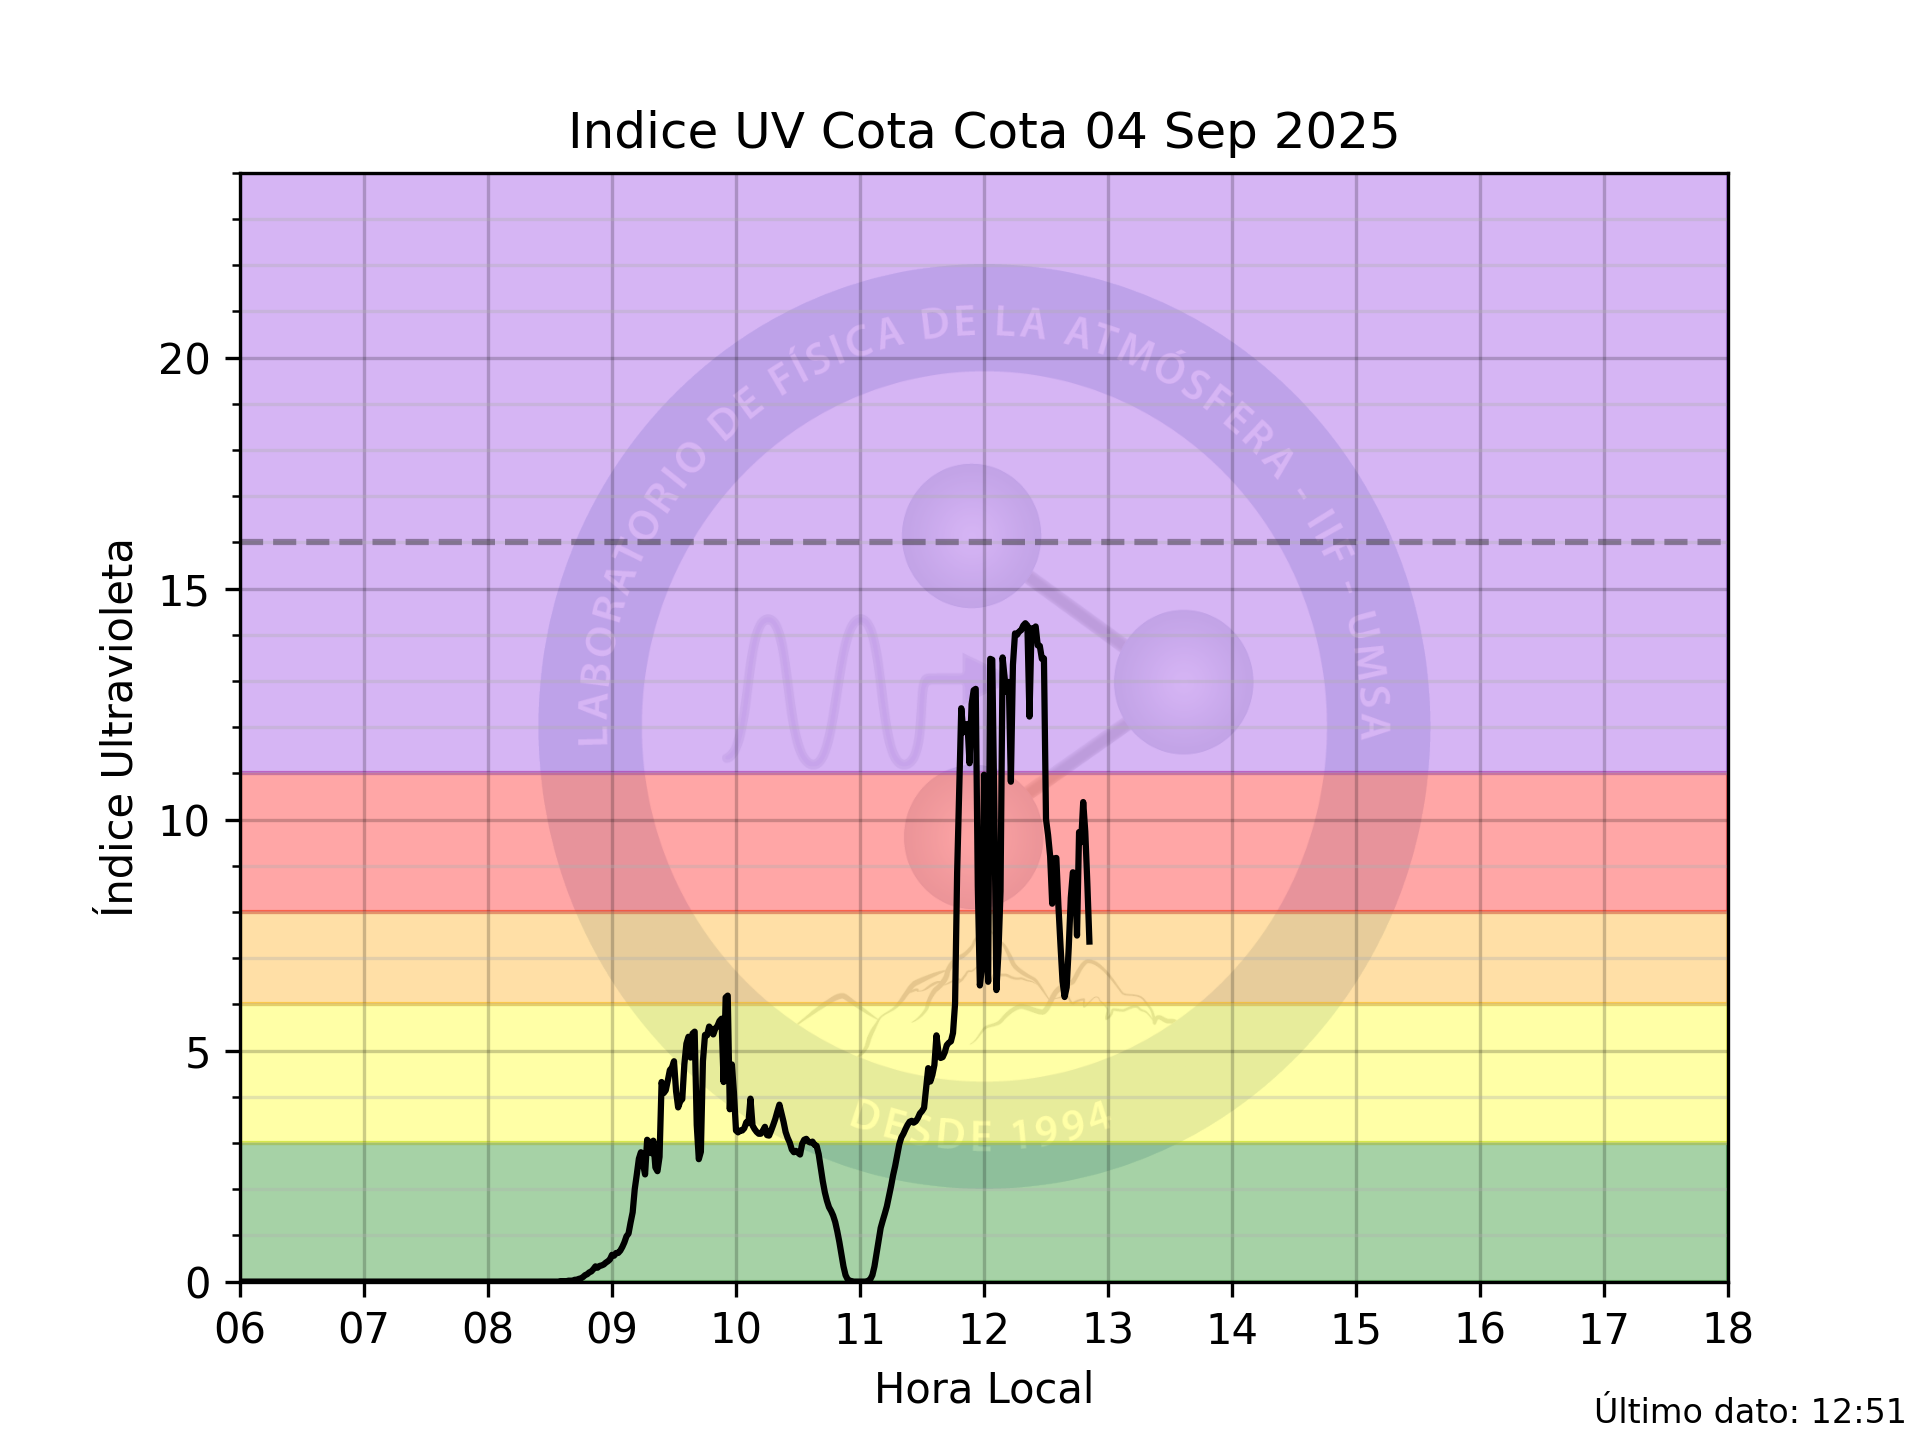 Indice UV Cota Cota 04 Sep 2025
LABORATORIO DE FÍSICA DE LA ATMÓSFERA - IIF - UMSA
DESDE 1994
Índice Ultravioleta
20
15
10
5
0
06 07 08 09 10 11 12 13 14 15 16 17 18
Hora Local
Último dato: 12:51